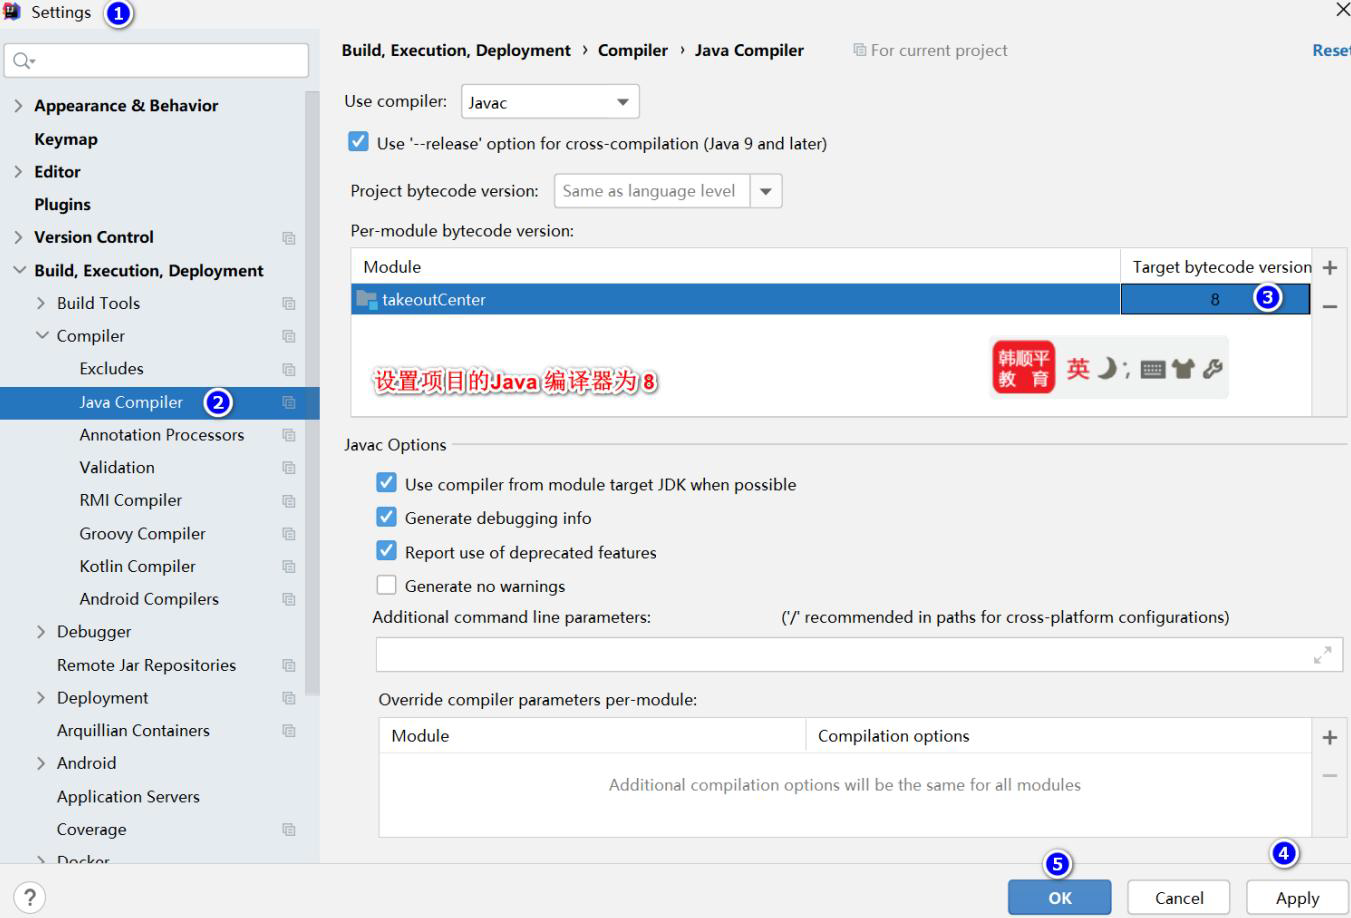 Settings 1
Appearance & Behavior
Keymap
Editor
Plugins
Version Control
Build, Execution, Deployment
Build Tools
Compiler
Excludes
Java Compiler 2
Annotation Processors
Validation
RMI Compiler
Groovy Compiler
Kotlin Compiler
Android Compilers
Debugger
Remote Jar Repositories
Deployment
Arquillian Containers
Android
Application Servers
Coverage
Docker
Build, Execution, Deployment › Compiler › Java Compiler For current project Reset
Use compiler: Javac
Use '--release' option for cross-compilation (Java 9 and later)
Project bytecode version: Same as language level
Per-module bytecode version:
Module Target bytecode version
takeoutCenter 8 3
设置项目的Java 编译器为 8
韩顺平
教 育
英 ;
Javac Options
Use compiler from module target JDK when possible
Generate debugging info
Report use of deprecated features
Generate no warnings
Additional command line parameters: ('/' recommended in paths for cross-platform configurations)
Override compiler parameters per-module:
Module Compilation options
Additional compilation options will be the same for all modules
5 4
? OK Cancel Apply